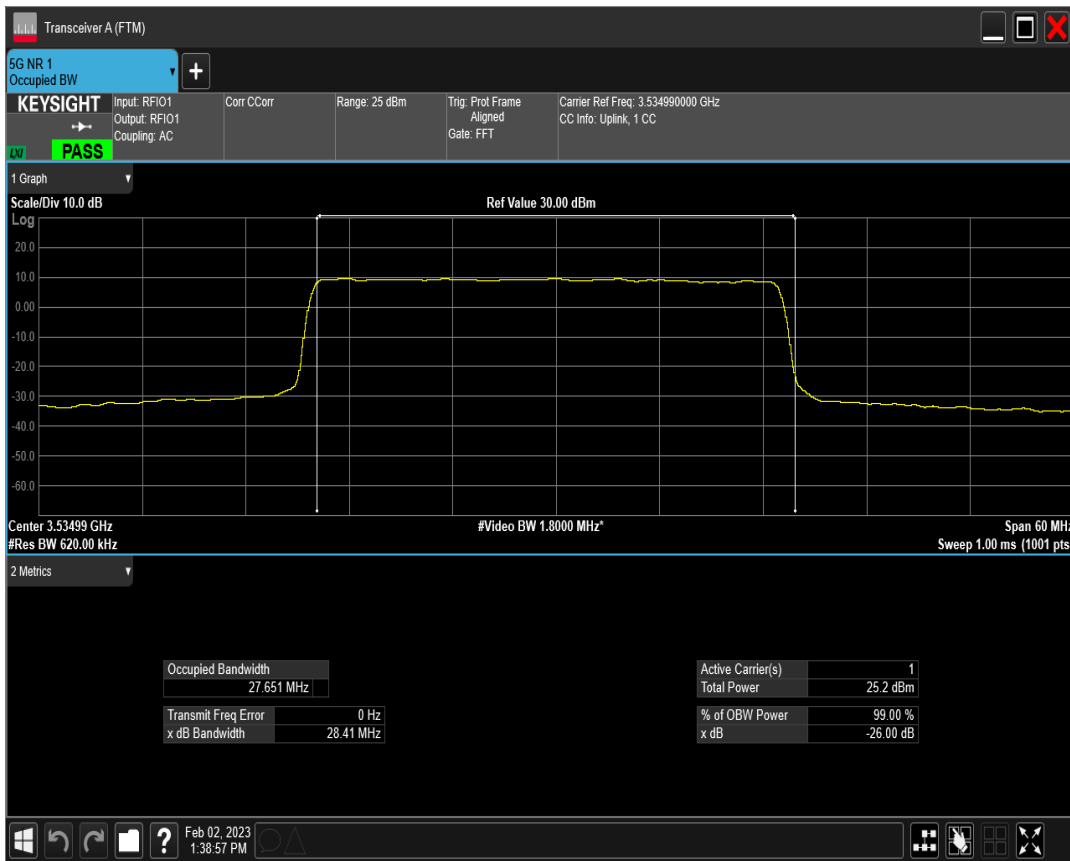 Transceiver A (FTM)
5G NR 1
Occupied BW
+
KEYSIGHT
LXI
PASS
Input: RFIO1
Output: RFIO1
Coupling: AC
Corr CCorr
Range: 25 dBm
Trig: Prot Frame
Aligned
Gate: FFT
Carrier Ref Freq: 3.534990000 GHz
CC Info: Uplink, 1 CC
1 Graph
Scale/Div 10.0 dB
Ref Value 30.00 dBm
Log
20.0
10.0
0.00
-10.0
-20.0
-30.0
-40.0
-50.0
-60.0
Center 3.53499 GHz
#Video BW 1.8000 MHz*
Span 60 MHz
#Res BW 620.00 kHz
Sweep 1.00 ms (1001 pts
2 Metrics
Occupied Bandwidth
27.651 MHz
Transmit Freq Error 0 Hz
x dB Bandwidth 28.41 MHz
Active Carrier(s) 1
Total Power 25.2 dBm
% of OBW Power 99.00 %
x dB -26.00 dB
?
Feb 02, 2023
1:38:57 PM